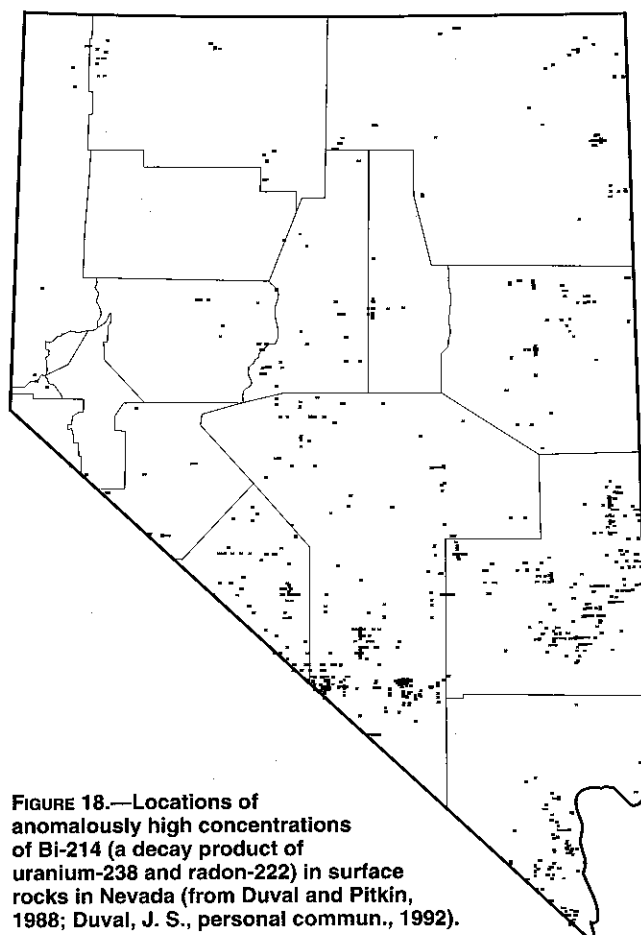 FIGURE 18.—Locations of
anomalously high concentrations
of Bi-214 (a decay product of
uranium-238 and radon-222) in surface
rocks in Nevada (from Duval and Pitkin,
1988; Duval, J. S., personal commun., 1992).